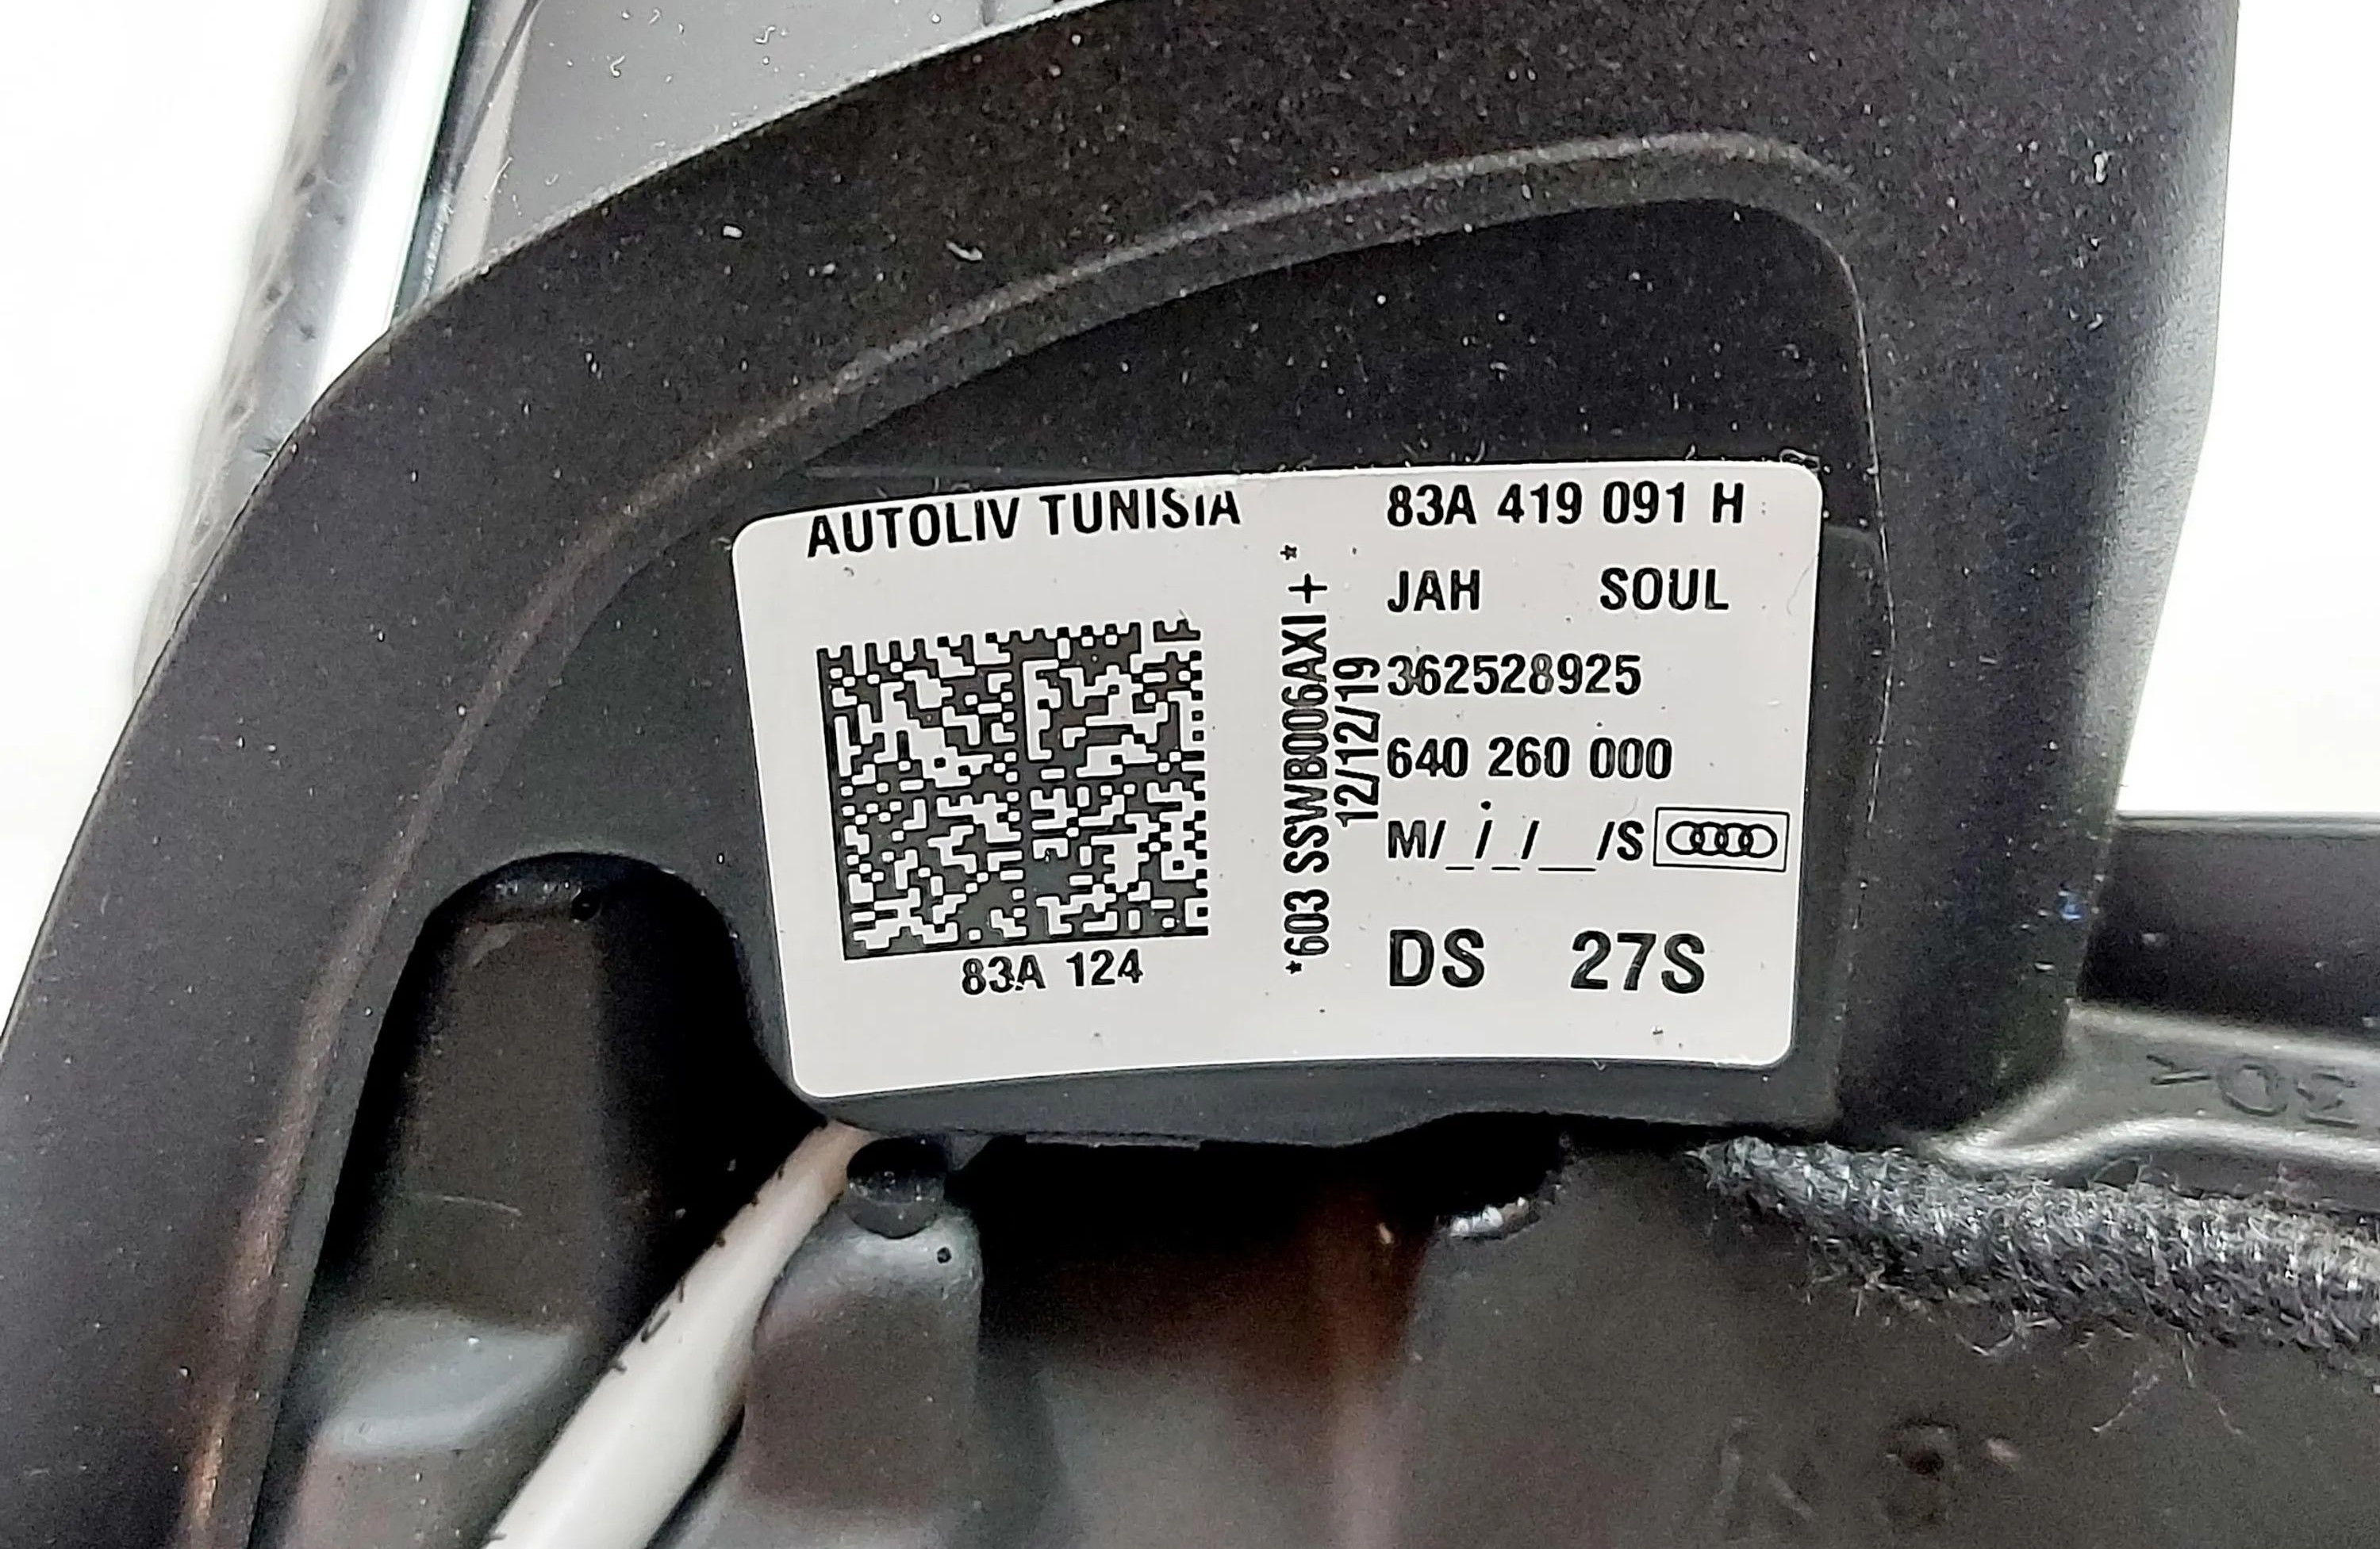 AUTOLIV TUNISIA
83A 124
*603 SSWB006AXI+*
12/12/19
83A 419 091 H
JAH SOUL
362528925
640 260 000
M/_/_/__/S
DS 27S